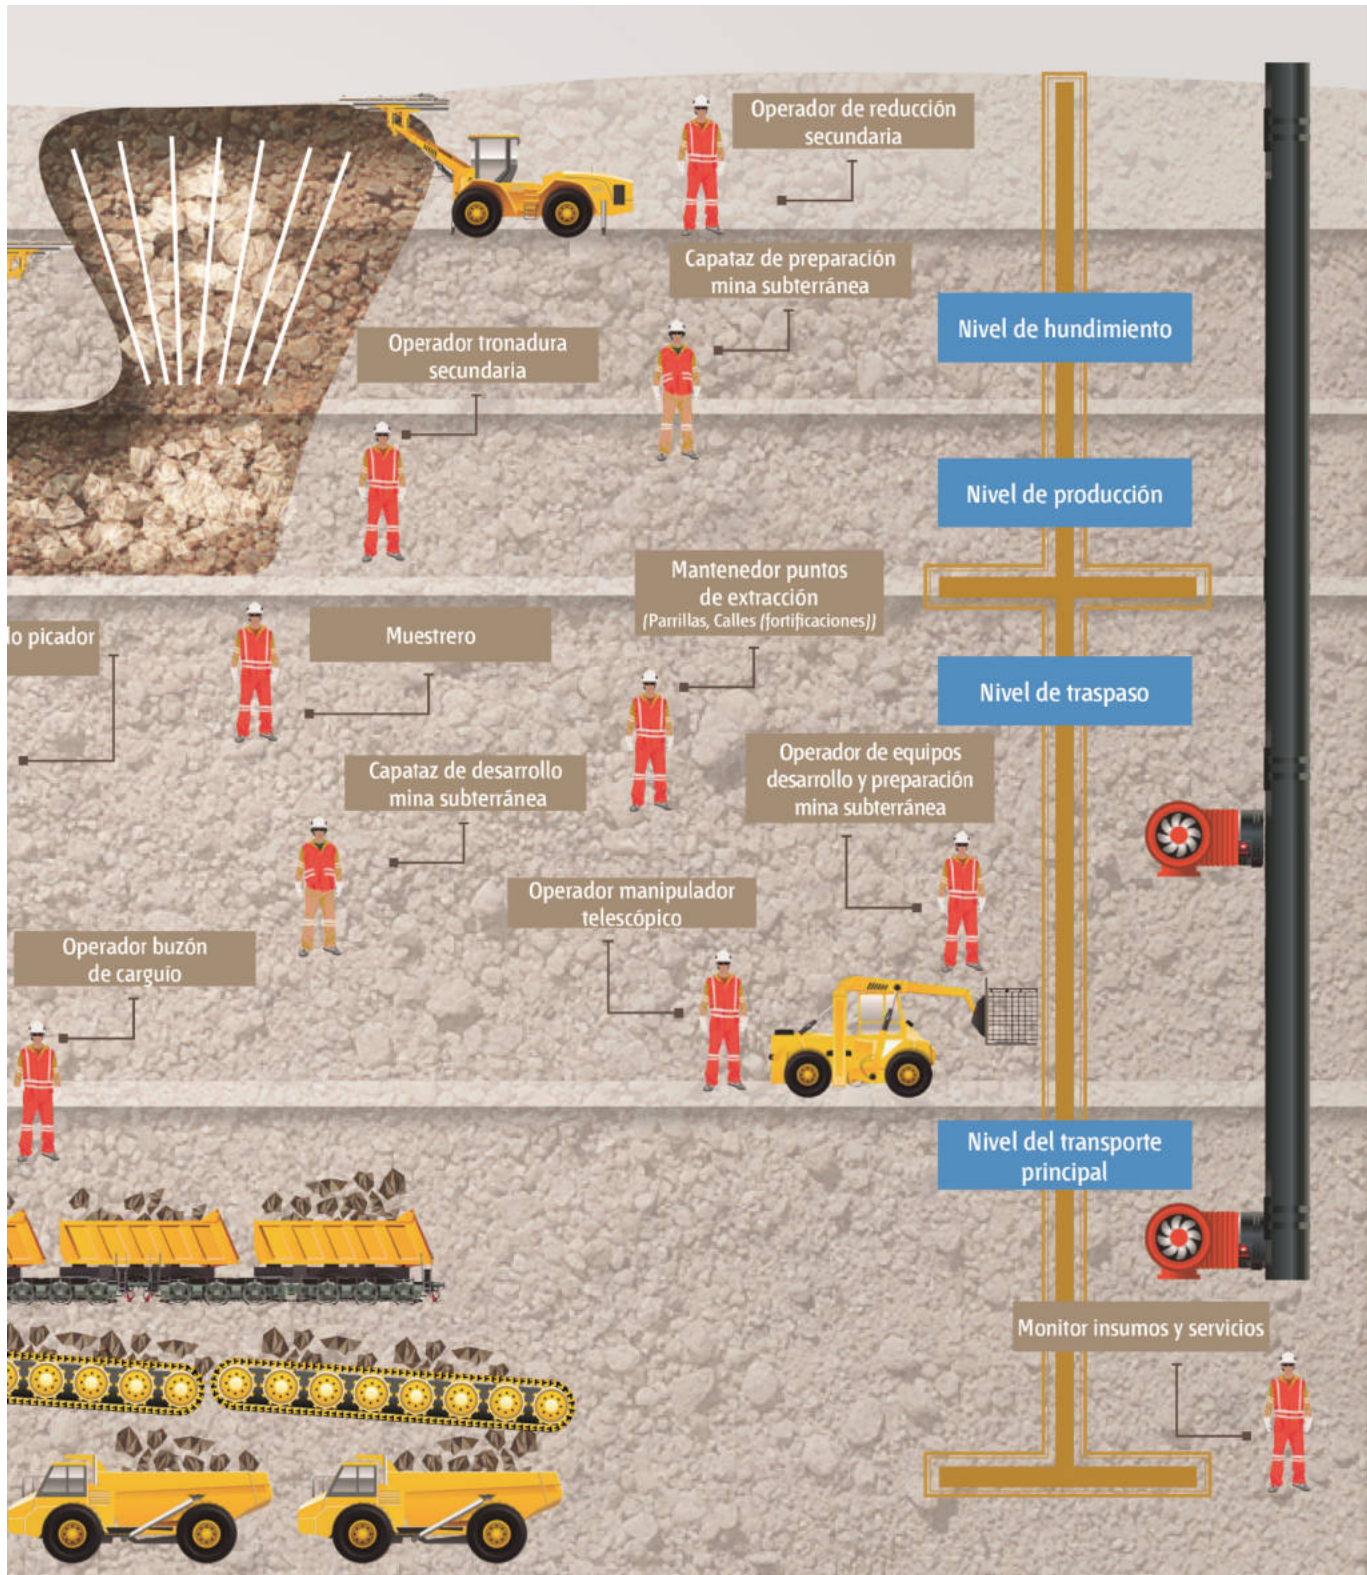 Operador de reducción
secundaria
Capataz de preparación
mina subterránea
Nivel de hundimiento
Operador tronadura
secundaria
Nivel de producción
Mantenedor puntos
de extracción
(Parrillas, Calles (fortificaciones))
lo picador
Muestrero
Nivel de traspaso
Operador de equipos
desarrollo y preparación
mina subterránea
Capataz de desarrollo
mina subterránea
Operador manipulador
telescópico
Operador buzón
de carguío
Nivel del transporte
principal
Monitor insumos y servicios